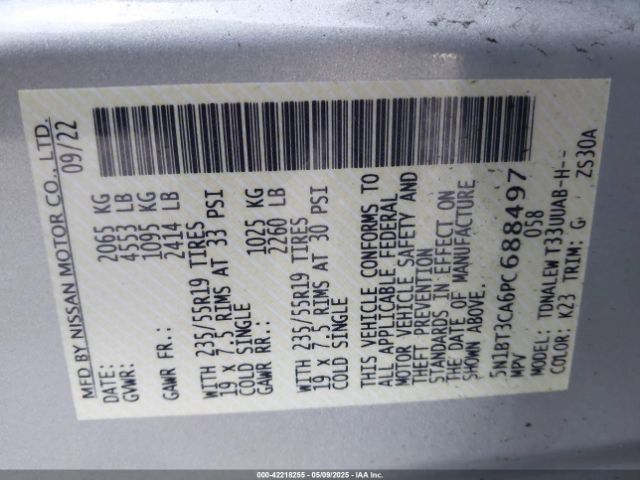 MFD BY NISSAN MOTOR CO., LTD.
DATE: 09/22
GVWR: 2065 KG
4553 LB
GAWR FR.: 1095 KG
2414 LB
WITH 235/55R19 TIRES
19 x 7.5 RIMS AT 33 PSI
COLD SINGLE
GAWR RR.: 1025 KG
2260 LB
WITH 235/55R19 TIRES
19 x 7.5 RIMS AT 30 PSI
COLD SINGLE
THIS VEHICLE CONFORMS TO
ALL APPLICABLE FEDERAL
MOTOR VEHICLE SAFETY AND
THEFT PREVENTION
STANDARDS IN EFFECT ON
THE DATE OF MANUFACTURE
SHOWN ABOVE.
5N1BT3CA6PC688497
MPV 058
MODEL: TDNALEW T33UUAB-H--
COLOR: K23 TRIM: G ZS30A
000-42218255 - 05/09/2025 - IAA Inc.